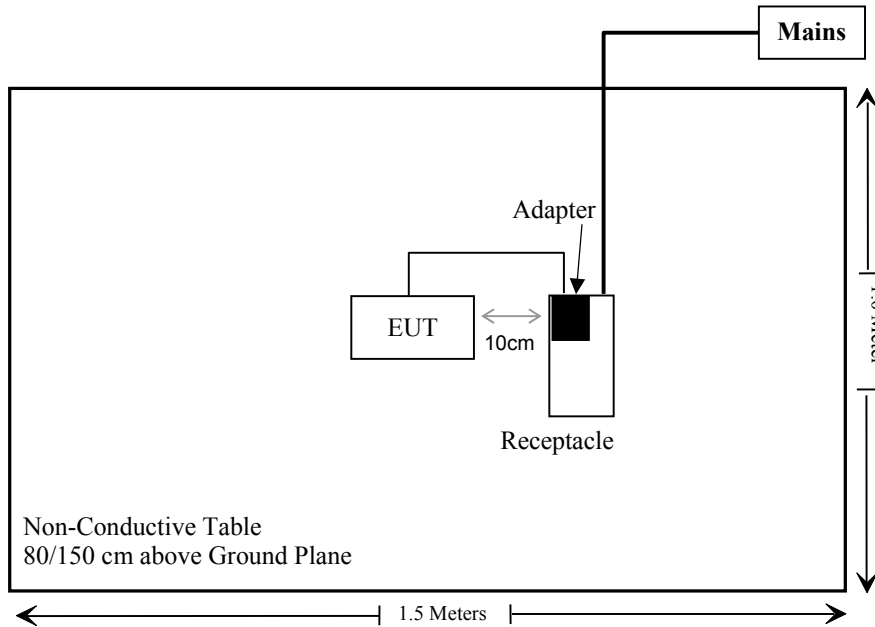 Mains
Adapter
EUT
10cm
Receptacle
Non-Conductive Table
80/150 cm above Ground Plane
1.5 Meters